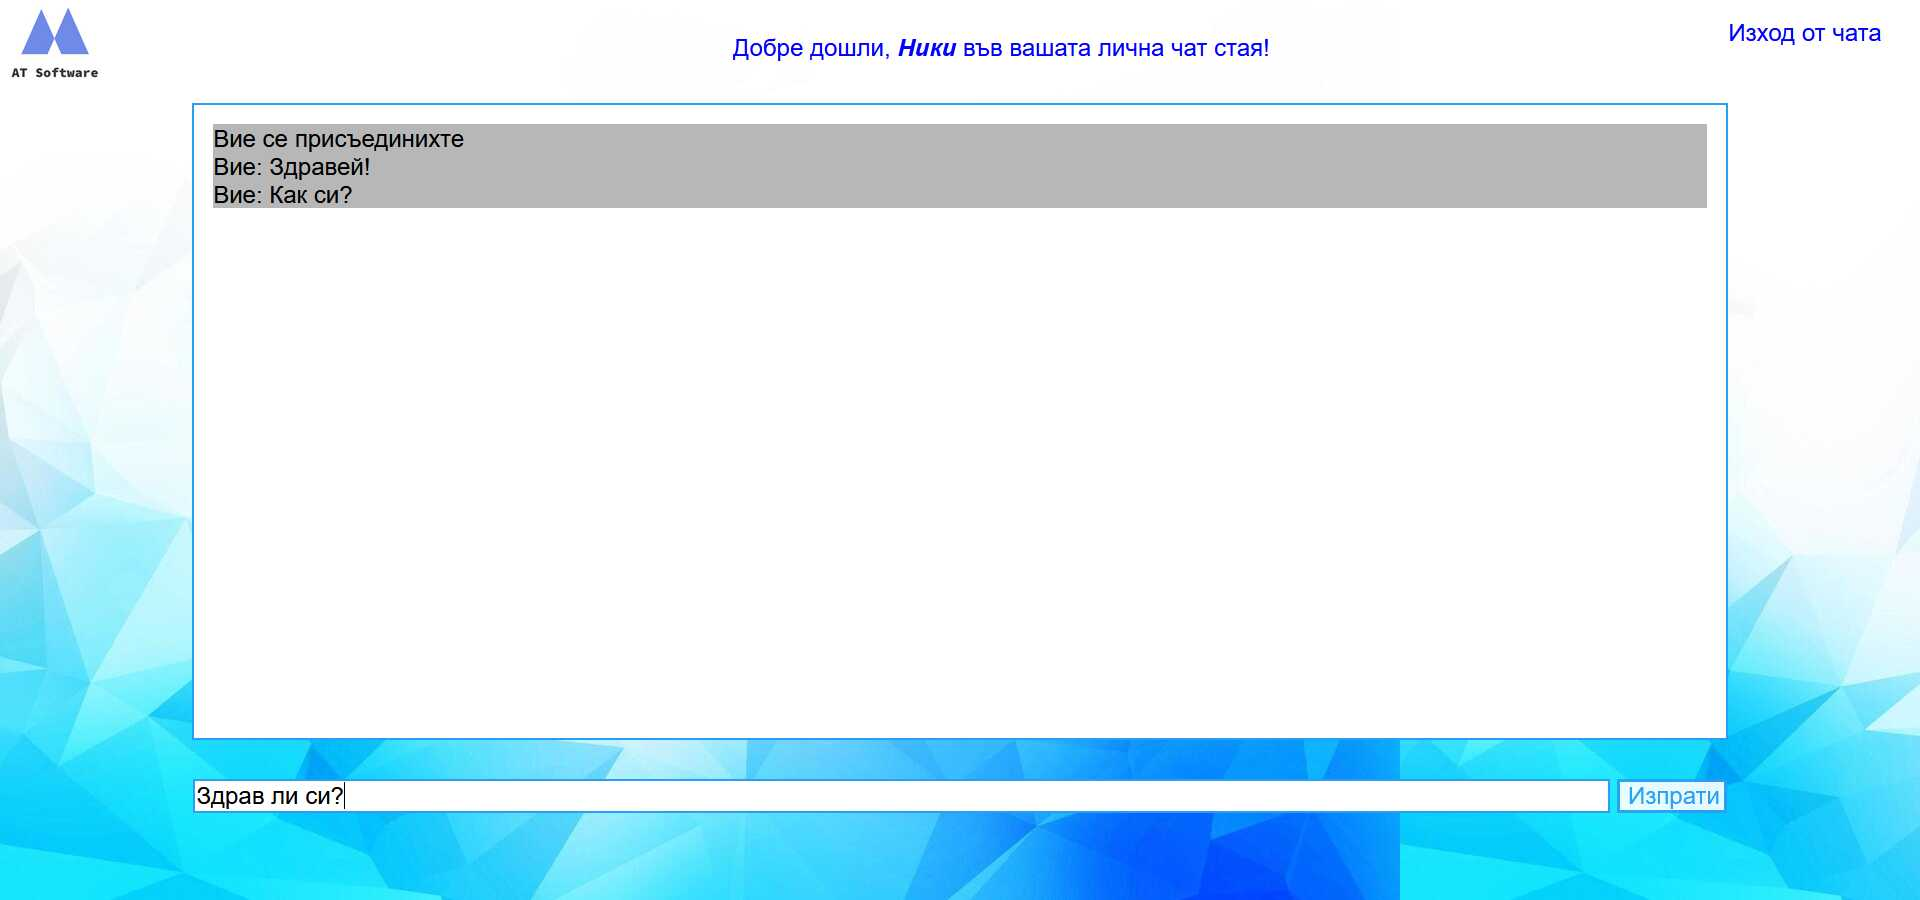 AT Software
Добре дошли, Ники във вашата лична чат стая!
Изход от чата
Вие се присъединихте
Вие: Здравей!
Вие: Как си?
Здрав ли си?
Изпрати